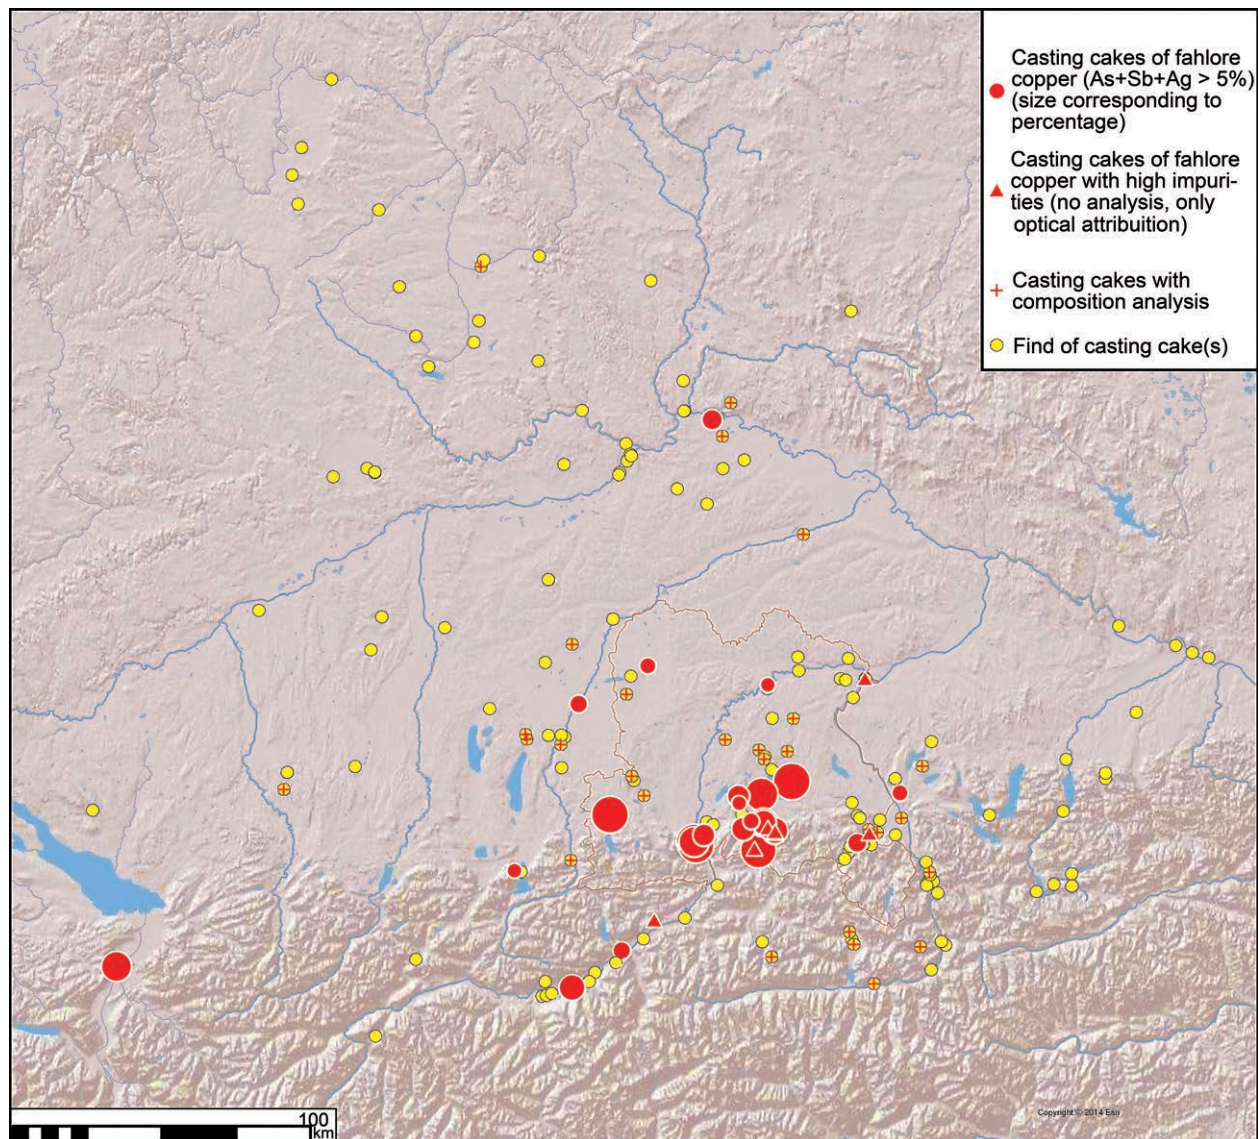 Casting cakes of fahlore
copper (As+Sb+Ag > 5%)
(size corresponding to
percentage)
Casting cakes of fahlore
copper with high impuri-
ties (no analysis, only
optical attribuition)
Casting cakes with
composition analysis
Find of casting cake(s)
100
km
Copyright:© 2014 Esri